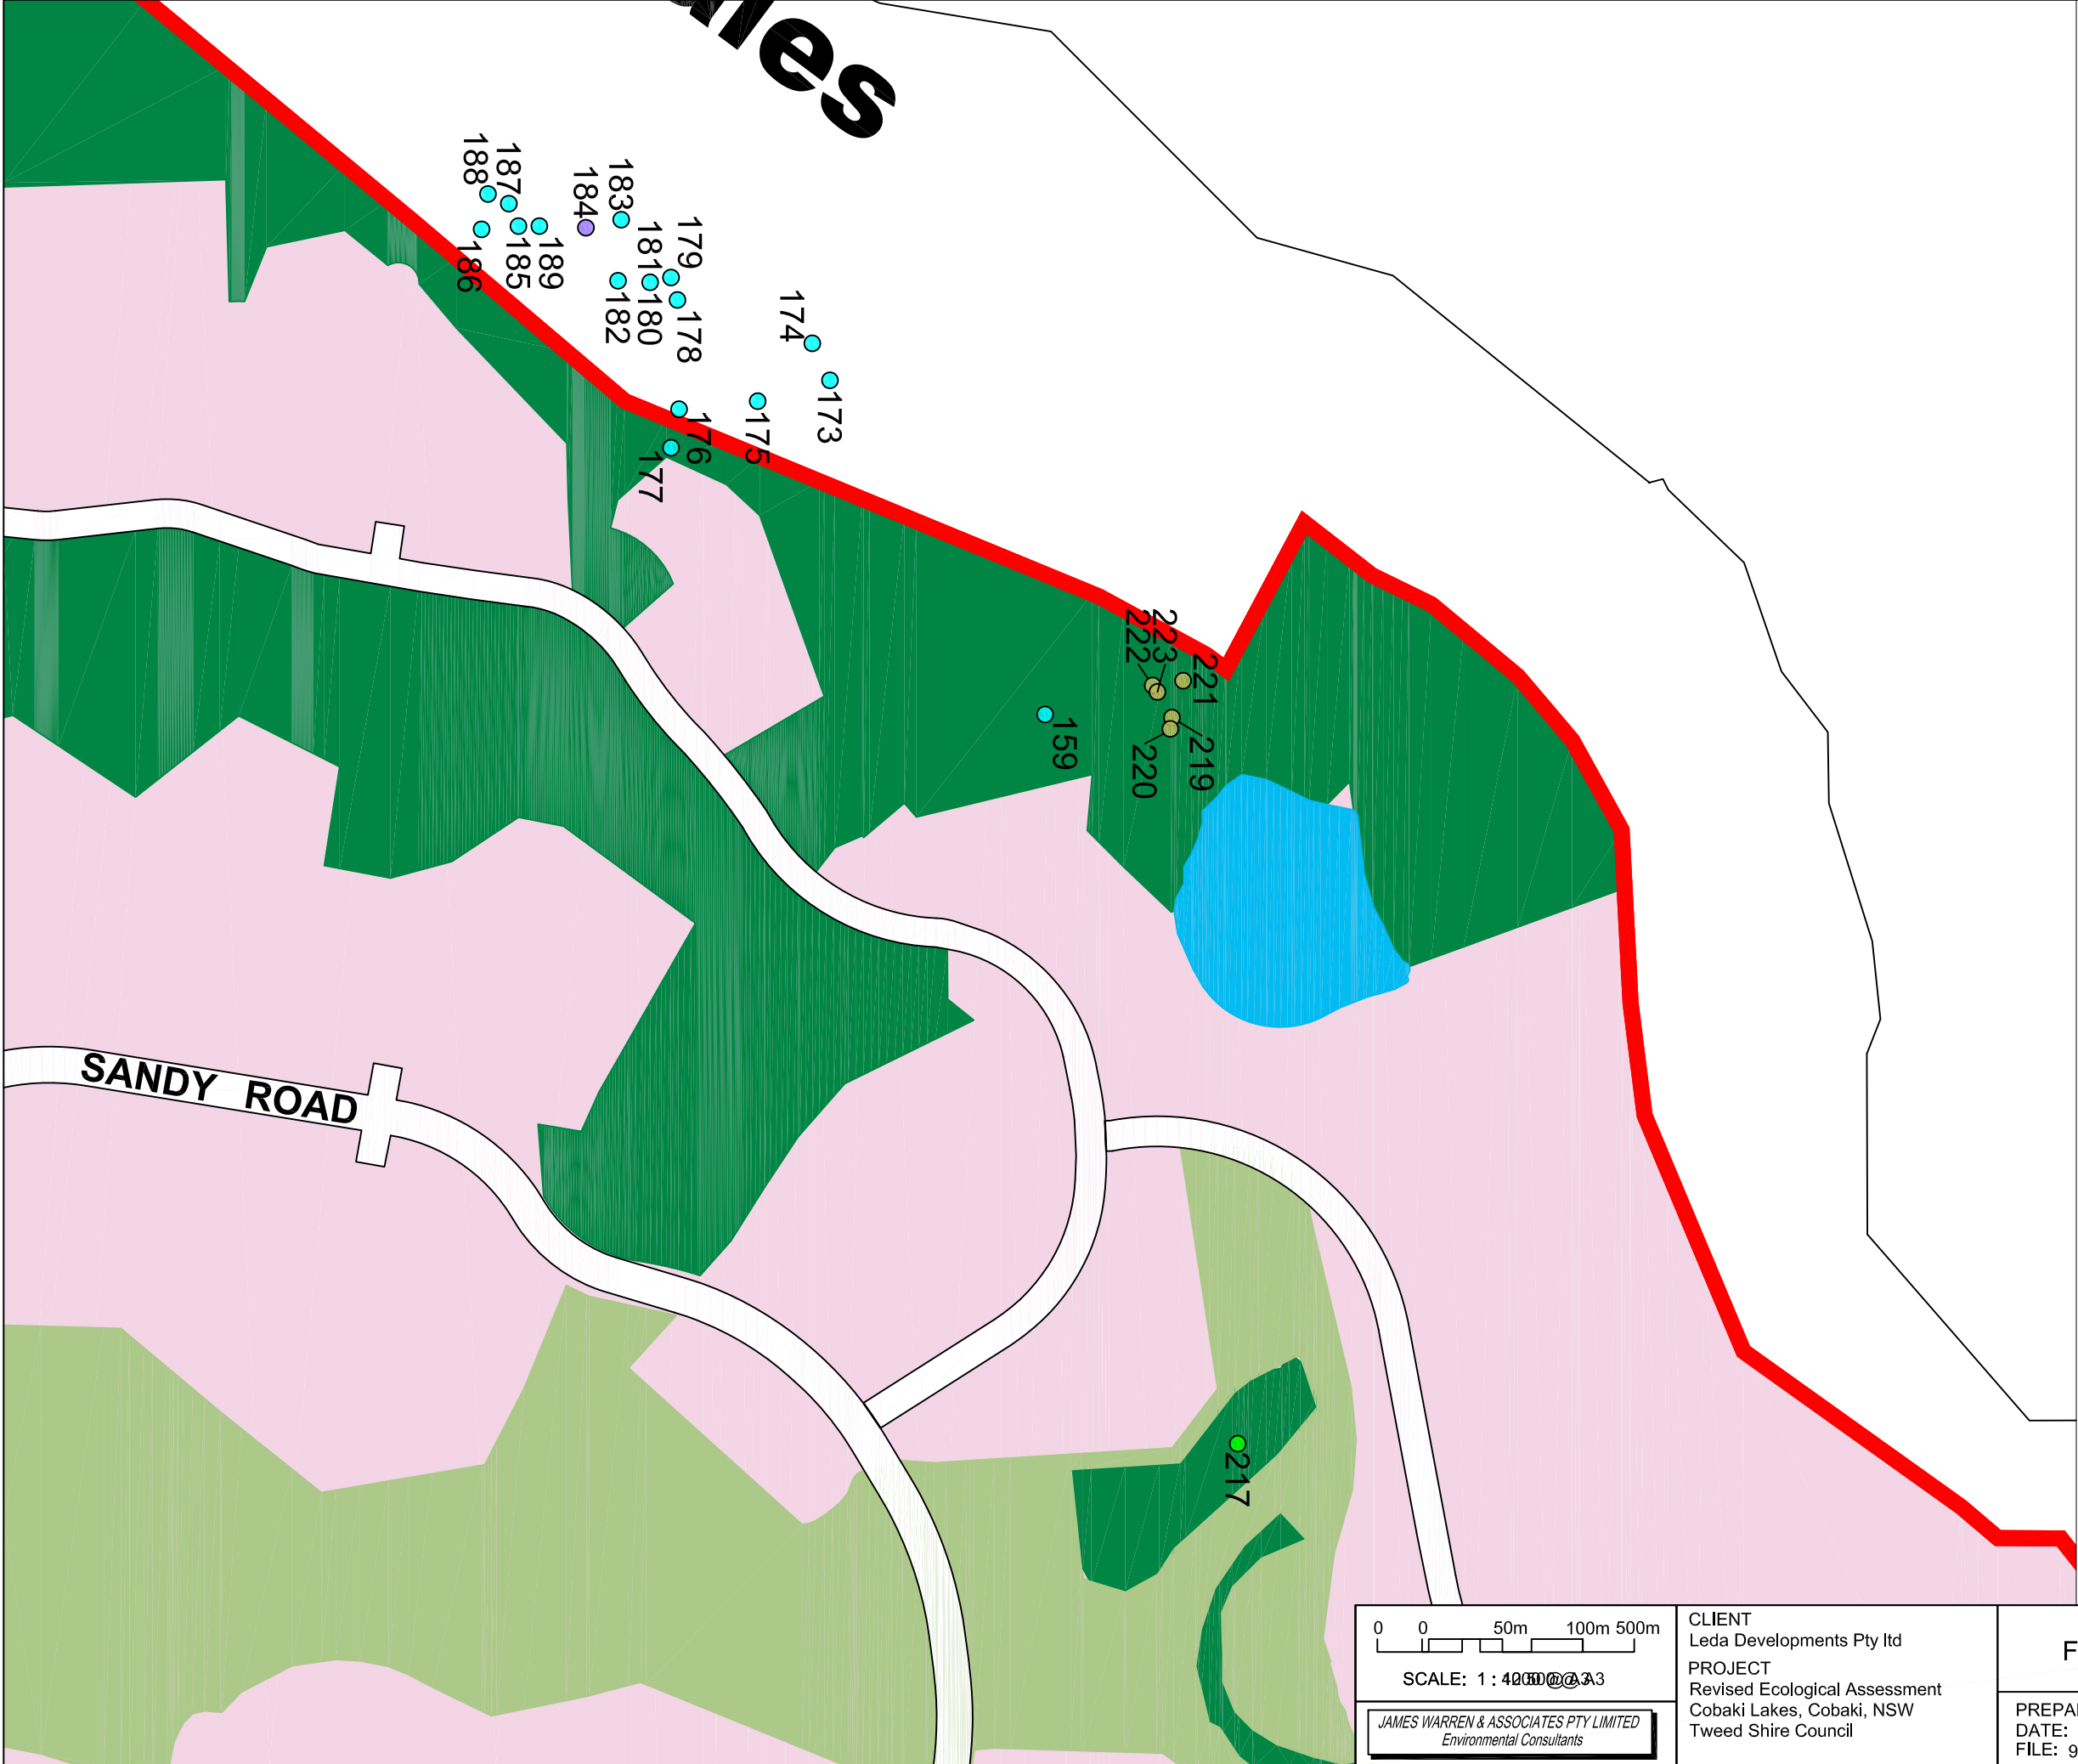 188
187
184
183
181
179
186
185
189
182
180
178
174
173
175
176
177
222
223
221
159
220
219
SANDY ROAD
217
0 0 50m 100m 500m
SCALE: 1 :
JAMES WARREN & ASSOCIATES PTY LIMITED
Environmental Consultants
CLIENT
Leda Developments Pty ltd
PROJECT
Revised Ecological Assessment
Cobaki Lakes, Cobaki, NSW
Tweed Shire Council
F
PREPA
DATE:
FILE: 9